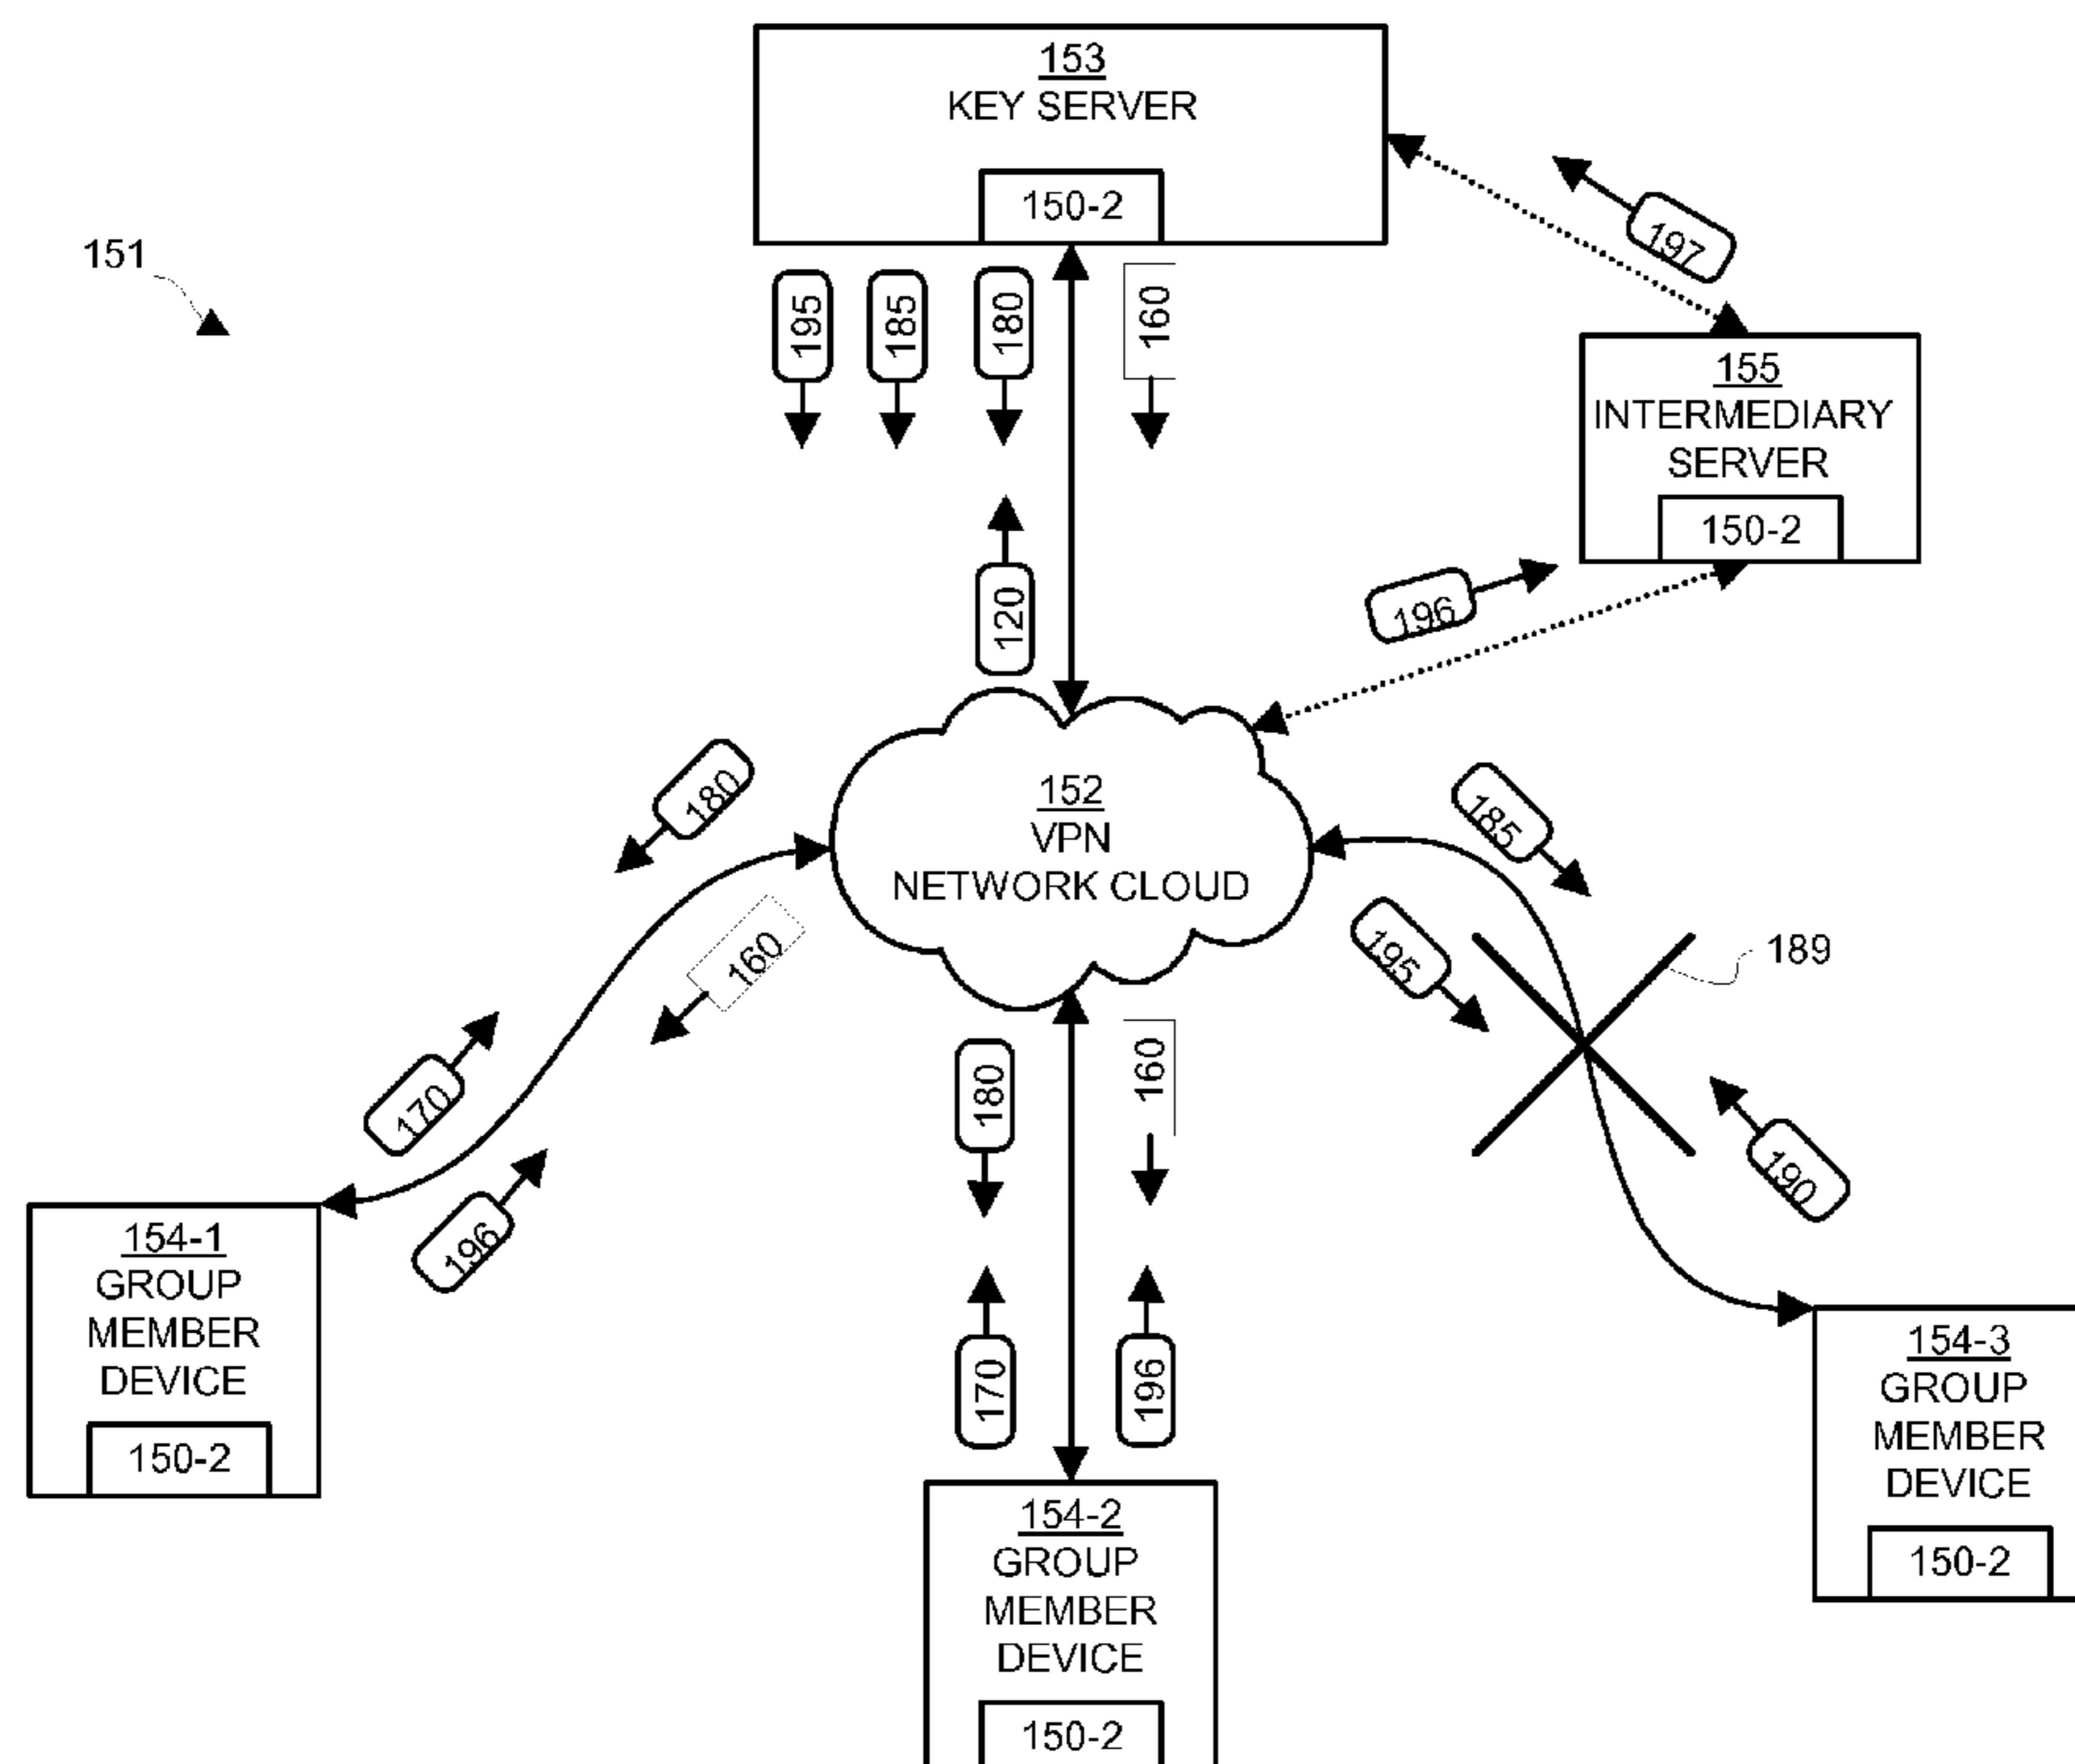 153
KEY SERVER
150-2
151
195
185
180
160
197
155
INTERMEDIARY
SERVER
150-2
120
196
152
VPN
NETWORK CLOUD
180
160
170
196
185
195
189
190
180
160
170
196
154-1
GROUP
MEMBER
DEVICE
150-2
154-2
GROUP
MEMBER
DEVICE
150-2
154-3
GROUP
MEMBER
DEVICE
150-2